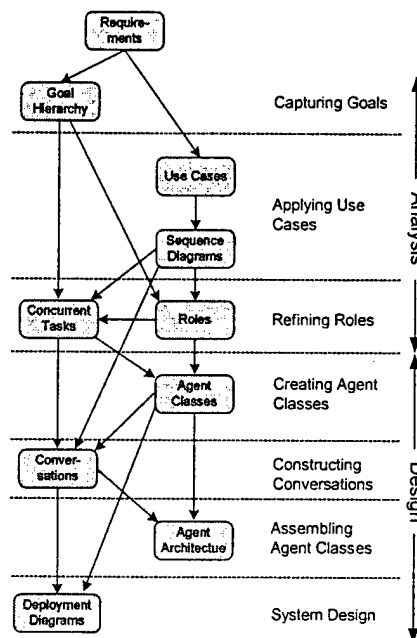 Require-
ments
Goal
Hierarchy
Capturing Goals
Use Cases
Applying Use
Cases
Analysis
Sequence
Diagrams
Concurrent
Tasks
Roles
Refining Roles
Agent
Classes
Creating Agent
Classes
Conver-
sations
Constructing
Conversations
Design
Agent
Architectue
Assembling
Agent Classes
Deployment
Diagrams
System Design